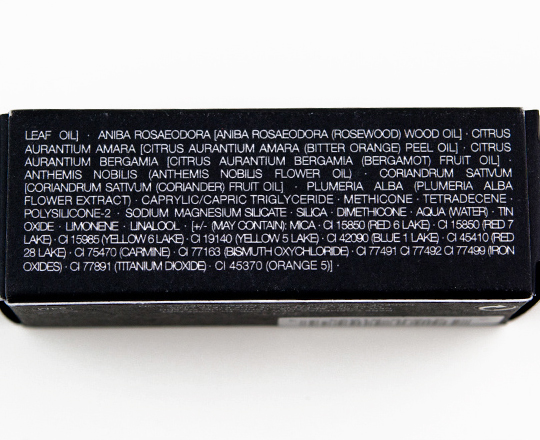 LEAF OIL] · ANIBA ROSAEODORA [ANIBA ROSAEODORA (ROSEWOOD) WOOD OIL] · CITRUS
AURANTIUM AMARA [CITRUS AURANTIUM AMARA (BITTER ORANGE) PEEL OIL] · CITRUS
AURANTIUM BERGAMIA [CITRUS AURANTIUM BERGAMIA (BERGAMOT) FRUIT OIL] ·
ANTHEMIS NOBILIS (ANTHEMIS NOBILIS FLOWER OIL) · CORIANDRUM SATIVUM
[CORIANDRUM SATIVUM (CORIANDER) FRUIT OIL] · PLUMERIA ALBA (PLUMERIA ALBA
FLOWER EXTRACT) · CAPRYLIC/CAPRIC TRIGLYCERIDE · METHICONE · TETRADECENE ·
POLYSILICONE-2 · SODIUM MAGNESIUM SILICATE · SILICA · DIMETHICONE · AQUA (WATER) · TIN
OXIDE · LIMONENE · LINALOOL · [+/- (MAY CONTAIN): MICA · CI 15850 (RED 6 LAKE) · CI 15850 (RED 7
LAKE) · CI 15985 (YELLOW 6 LAKE) · CI 19140 (YELLOW 5 LAKE) · CI 42090 (BLUE 1 LAKE) · CI 45410 (RED
28 LAKE) · CI 75470 (CARMINE) · CI 77163 (BISMUTH OXYCHLORIDE) · CI 77491 CI 77492 CI 77499 (IRON
OXIDES) · CI 77891 (TITANIUM DIOXIDE) · CI 45370 (ORANGE 5)] ·